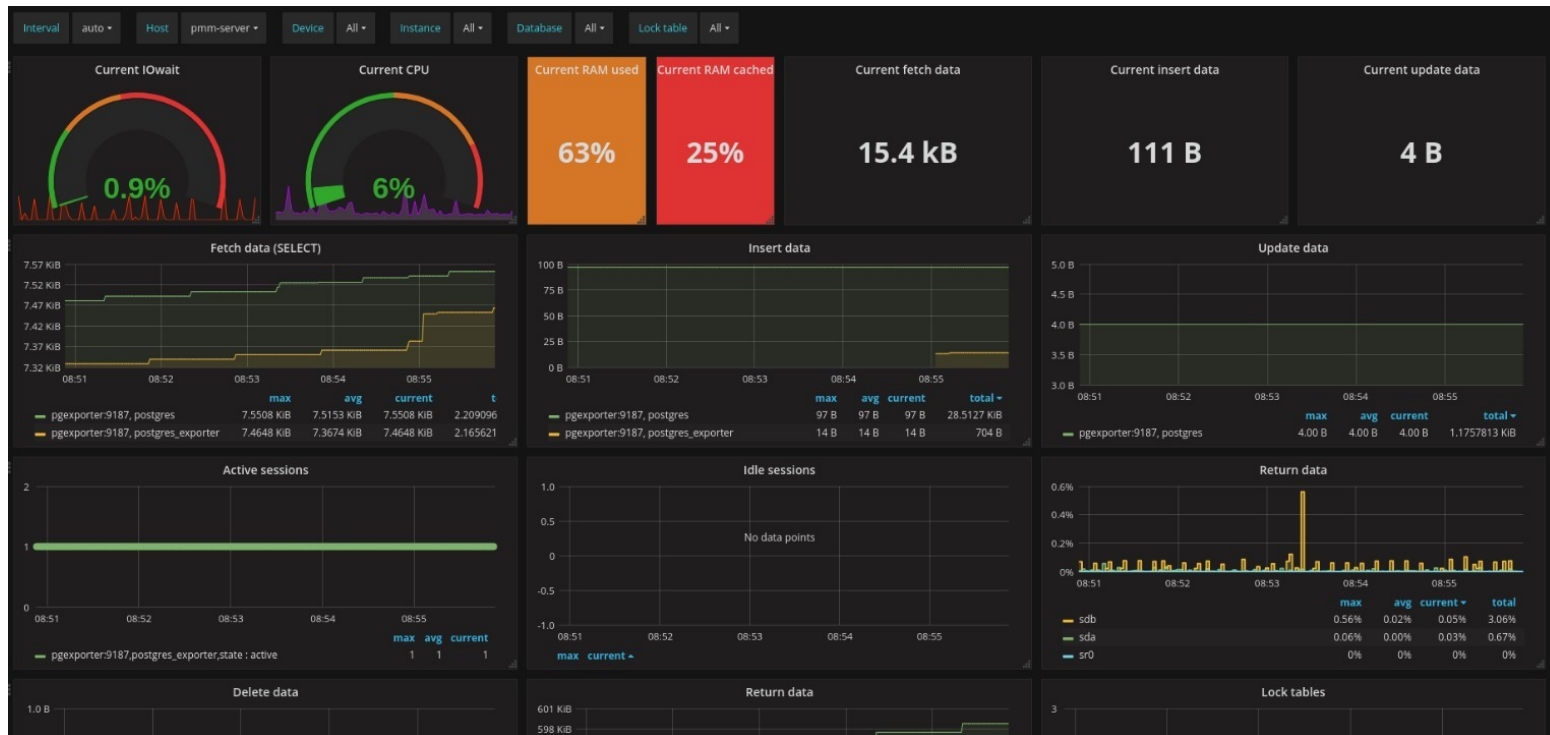 Interval auto Host pmm-server Device All Instance All Database All Lock table All
Current IOwait
0.9%
Current CPU
6%
Current RAM used
63%
Current RAM cached
25%
Current fetch data
15.4 kB
Current insert data
111 B
Current update data
4 B
Fetch data (SELECT)
7.57 KiB
7.52 KiB
7.47 KiB
7.42 KiB
7.37 KiB
7.32 KiB
08:51 08:52 08:53 08:54 08:55
max avg current t
pgexporter:9187, postgres 7.5508 KiB 7.5153 KiB 7.5508 KiB 2.209096
pgexporter:9187, postgres_exporter 7.4648 KiB 7.3674 KiB 7.4648 KiB 2.165621
Insert data
100 B
75 B
50 B
25 B
0 B
08:51 08:52 08:53 08:54 08:55
max avg current total
pgexporter:9187, postgres 97 B 97 B 97 B 28.5127 KiB
pgexporter:9187, postgres_exporter 14 B 14 B 14 B 704 B
Update data
5.0 B
4.5 B
4.0 B
3.5 B
3.0 B
08:51 08:52 08:53 08:54 08:55
max avg current total
pgexporter:9187, postgres 4.00 B 4.00 B 4.00 B 1.1757813 KiB
Active sessions
2
1
0
08:51 08:52 08:53 08:54 08:55
max avg current
pgexporter:9187,postgres_exporter,state : active 1 1 1
Idle sessions
1.0
0.5
0
-0.5
-1.0
No data points
08:51 08:52 08:53 08:54 08:55
max current
Return data
0.6%
0.4%
0.2%
0%
08:51 08:52 08:53 08:54 08:55
max avg current total
sdb 0.56% 0.02% 0.05% 3.06%
sda 0.06% 0.00% 0.03% 0.67%
sr0 0% 0% 0% 0%
Delete data
1.0 B
Return data
601 KiB
598 KiB
Lock tables
3